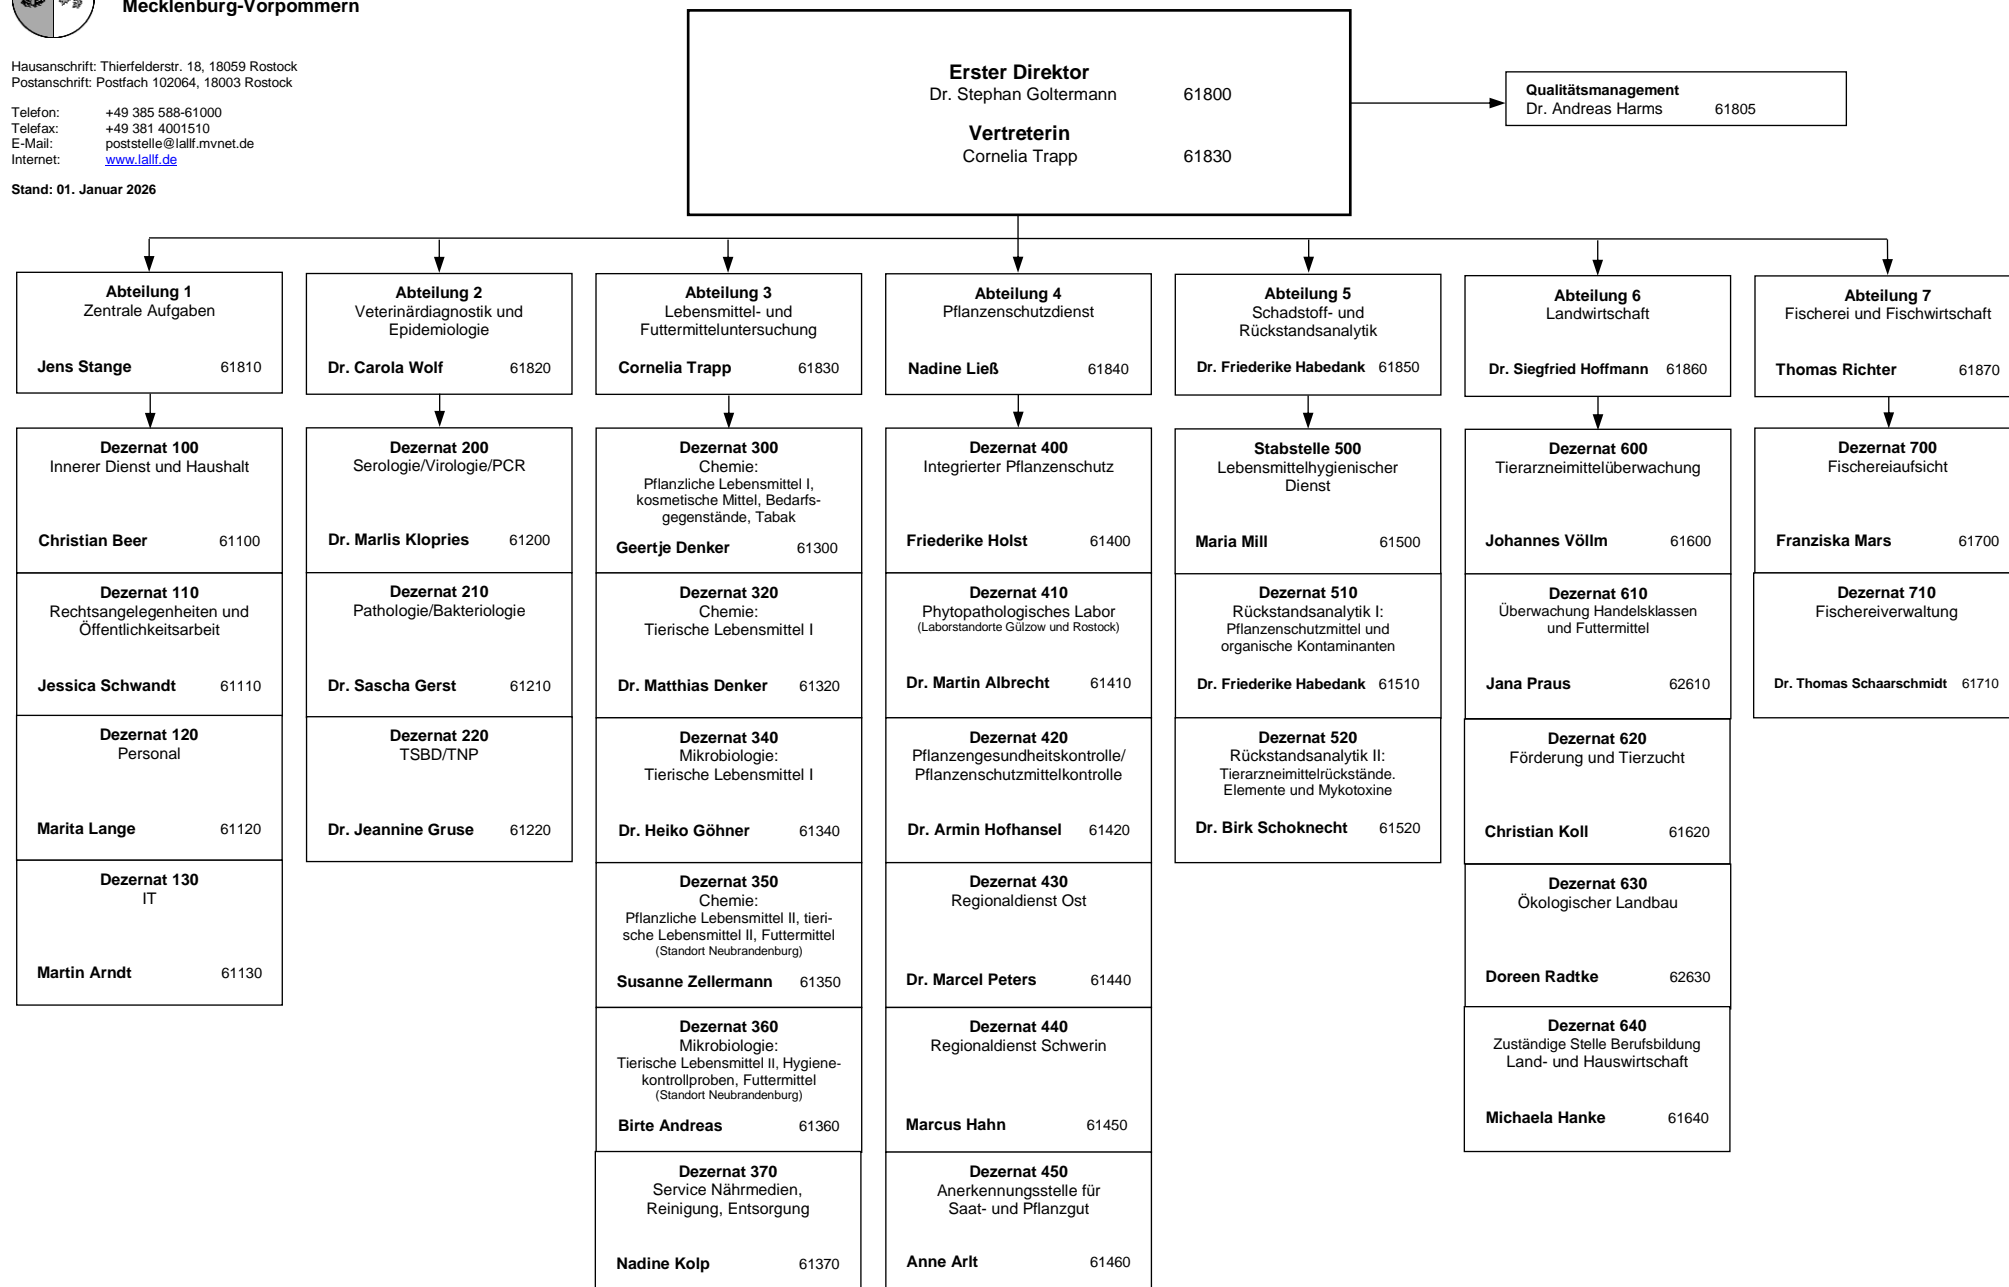 Mecklenburg-Vorpommern
Hausanschrift: Thierfelderstr. 18, 18059 Rostock
Postanschrift: Postfach 102064, 18003 Rostock
Telefon: +49 385 588-61000
Telefax: +49 381 4001510
E-Mail: poststelle@lallf.mvnet.de
Internet: www.lallf.de
Stand: 01. Januar 2026
Erster Direktor
Dr. Stephan Goltermann 61800
Vertreterin
Cornelia Trapp 61830
Qualitätsmanagement
Dr. Andreas Harms 61805
Abteilung 1
Zentrale Aufgaben
Jens Stange 61810
Dezernat 100
Innerer Dienst und Haushalt
Christian Beer 61100
Dezernat 110
Rechtsangelegenheiten und
Öffentlichkeitsarbeit
Jessica Schwandt 61110
Dezernat 120
Personal
Marita Lange 61120
Dezernat 130
IT
Martin Arndt 61130
Abteilung 2
Veterinärdiagnostik und
Epidemiologie
Dr. Carola Wolf 61820
Dezernat 200
Serologie/Virologie/PCR
Dr. Marlis Klopries 61200
Dezernat 210
Pathologie/Bakteriologie
Dr. Sascha Gerst 61210
Dezernat 220
TSBD/TNP
Dr. Jeannine Gruse 61220
Abteilung 3
Lebensmittel- und
Futtermitteluntersuchung
Cornelia Trapp 61830
Dezernat 300
Chemie:
Pflanzliche Lebensmittel I,
kosmetische Mittel, Bedarfs-
gegenstände, Tabak
Geertje Denker 61300
Dezernat 320
Chemie:
Tierische Lebensmittel I
Dr. Matthias Denker 61320
Dezernat 340
Mikrobiologie:
Tierische Lebensmittel I
Dr. Heiko Göhner 61340
Dezernat 350
Chemie:
Pflanzliche Lebensmittel II, tieri-
sche Lebensmittel II, Futtermittel
(Standort Neubrandenburg)
Susanne Zellermann 61350
Dezernat 360
Mikrobiologie:
Tierische Lebensmittel II, Hygiene-
kontrollproben, Futtermittel
(Standort Neubrandenburg)
Birte Andreas 61360
Dezernat 370
Service Nährmedien,
Reinigung, Entsorgung
Nadine Kolp 61370
Abteilung 4
Pflanzenschutzdienst
Nadine Ließ 61840
Dezernat 400
Integrierter Pflanzenschutz
Friederike Holst 61400
Dezernat 410
Phytopathologisches Labor
(Laborstandorte Gülzow und Rostock)
Dr. Martin Albrecht 61410
Dezernat 420
Pflanzengesundheitskontrolle/
Pflanzenschutzmittelkontrolle
Dr. Armin Hofhansel 61420
Dezernat 430
Regionaldienst Ost
Dr. Marcel Peters 61440
Dezernat 440
Regionaldienst Schwerin
Marcus Hahn 61450
Dezernat 450
Anerkennungsstelle für
Saat- und Pflanzgut
Anne Arlt 61460
Abteilung 5
Schadstoff- und
Rückstandsanalytik
Dr. Friederike Habedank 61850
Stabstelle 500
Lebensmittelhygienischer
Dienst
Maria Mill 61500
Dezernat 510
Rückstandsanalytik I:
Pflanzenschutzmittel und
organische Kontaminanten
Dr. Friederike Habedank 61510
Dezernat 520
Rückstandsanalytik II:
Tierarzneimittelrückstände.
Elemente und Mykotoxine
Dr. Birk Schoknecht 61520
Abteilung 6
Landwirtschaft
Dr. Siegfried Hoffmann 61860
Dezernat 600
Tierarzneimittelüberwachung
Johannes Völlm 61600
Dezernat 610
Überwachung Handelsklassen
und Futtermittel
Jana Praus 62610
Dezernat 620
Förderung und Tierzucht
Christian Koll 61620
Dezernat 630
Ökologischer Landbau
Doreen Radtke 62630
Dezernat 640
Zuständige Stelle Berufsbildung
Land- und Hauswirtschaft
Michaela Hanke 61640
Abteilung 7
Fischerei und Fischwirtschaft
Thomas Richter 61870
Dezernat 700
Fischereiaufsicht
Franziska Mars 61700
Dezernat 710
Fischereiverwaltung
Dr. Thomas Schaarschmidt 61710